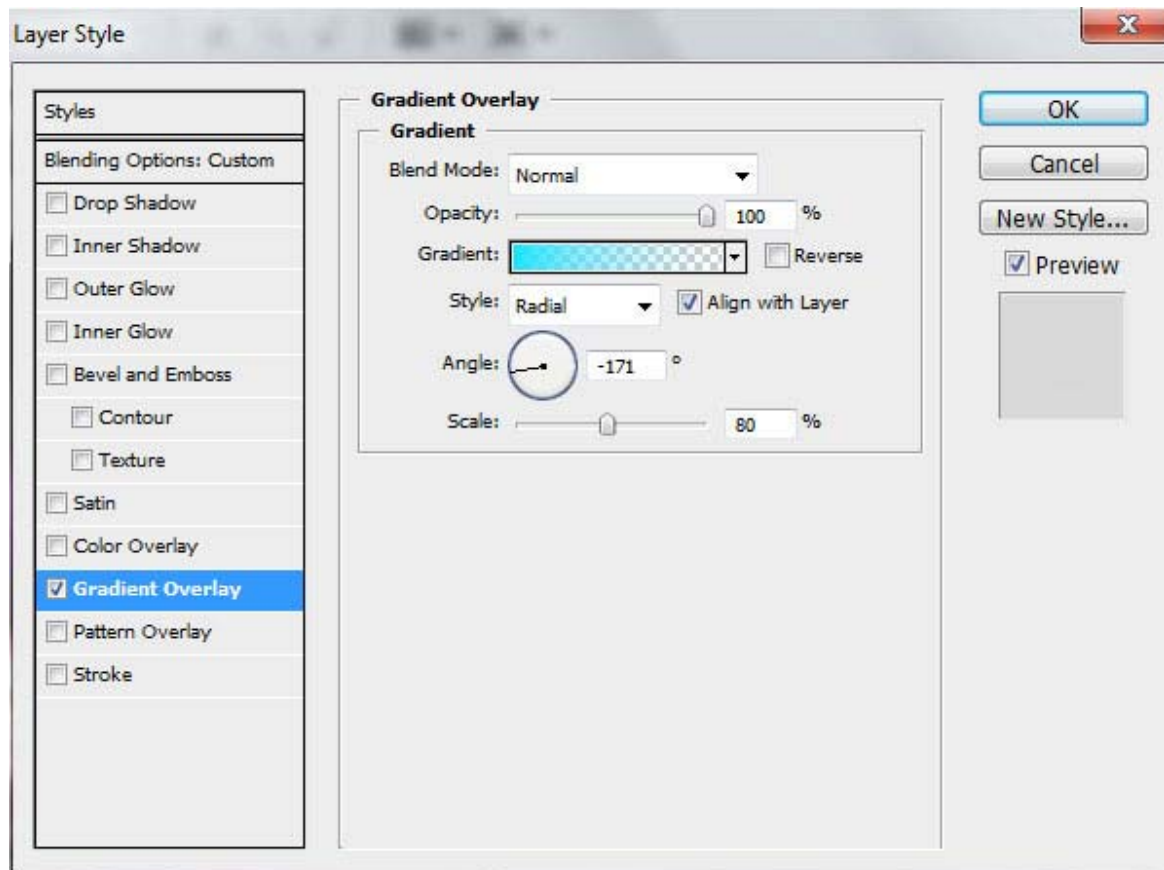 Layer Style
X
Styles
Blending Options: Custom
Drop Shadow
Inner Shadow
Outer Glow
Inner Glow
Bevel and Emboss
Contour
Texture
Satin
Color Overlay
Gradient Overlay
Pattern Overlay
Stroke
Gradient Overlay
Gradient
Blend Mode: Normal
Opacity: 100 %
Gradient: Reverse
Style: Radial Align with Layer
Angle: -171 °
Scale: 80 %
OK
Cancel
New Style...
Preview